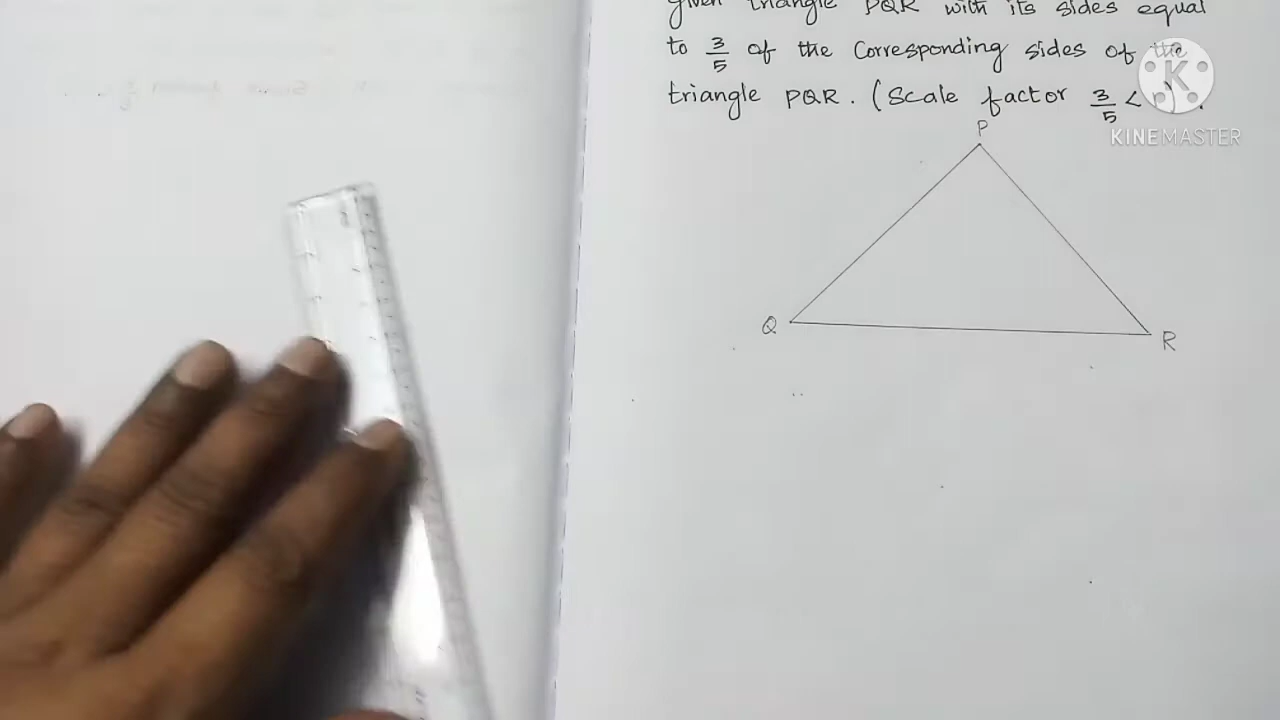 given triangle PQR with its sides equal
to 3/5 of the Corresponding sides of the
triangle PQR. (Scale factor 3/5 <
K
KINEMASTER
P
Q
R